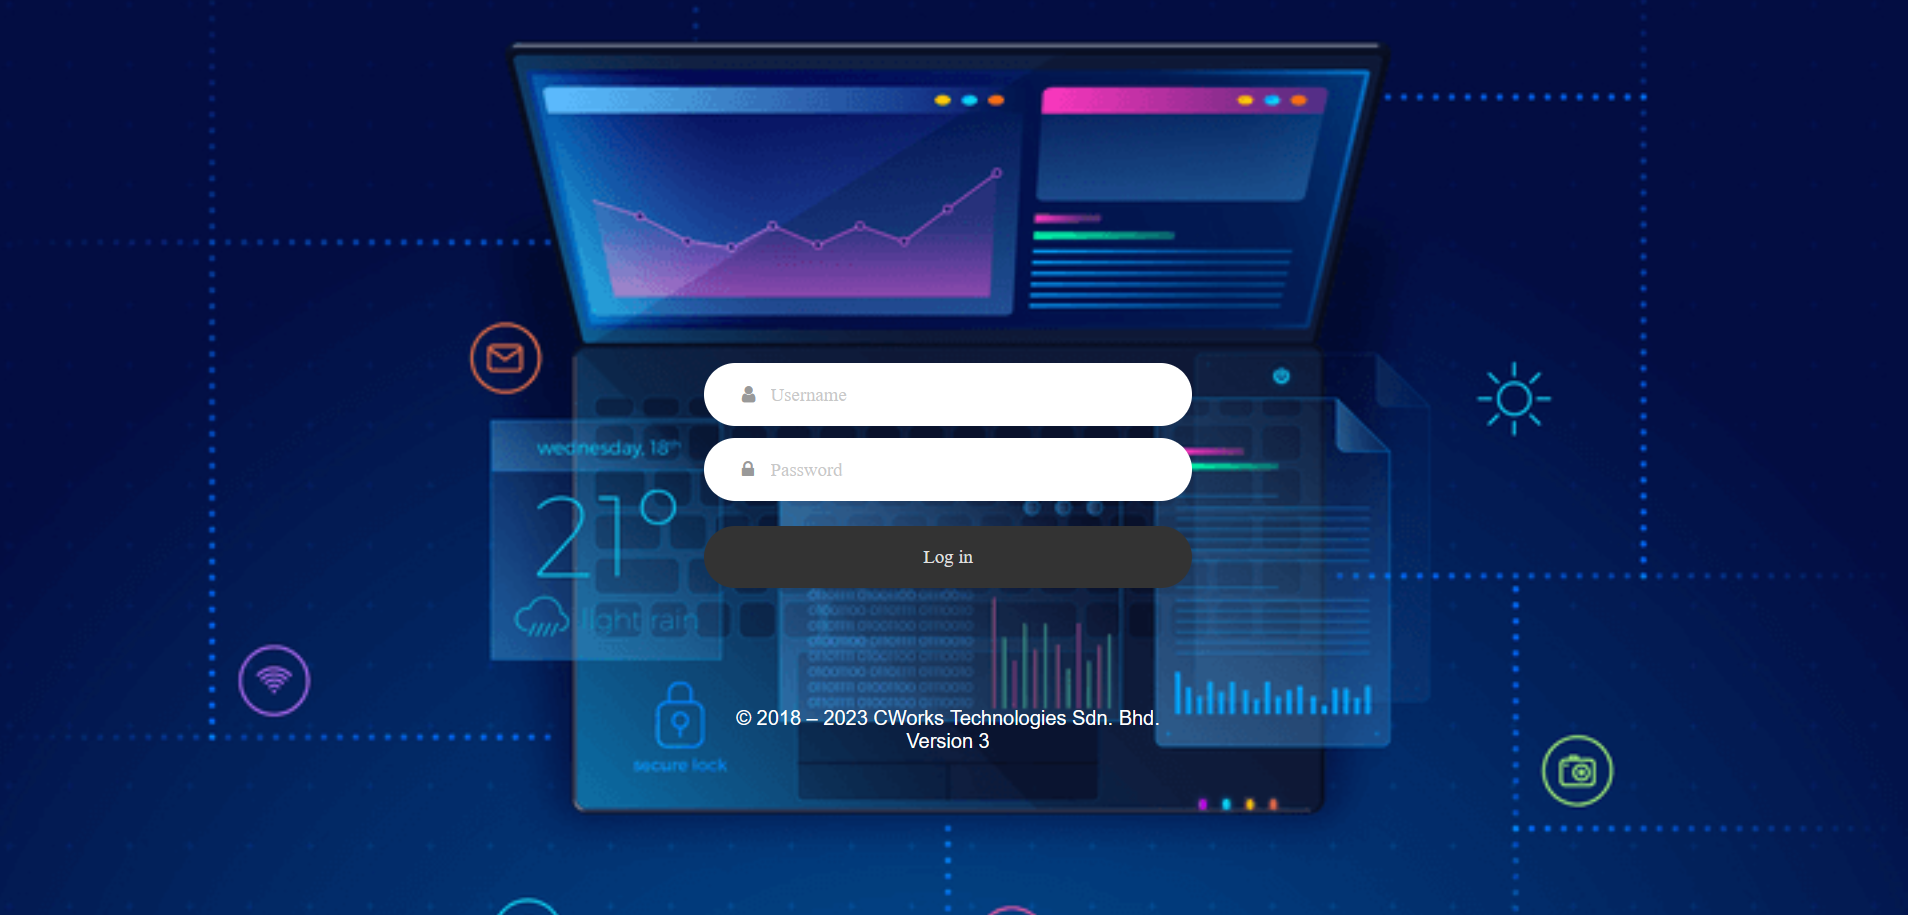 Username
wednesday, 18th
Password
21°
Log in
light rain
© 2018 – 2023 CWorks Technologies Sdn. Bhd.
Version 3
secure lock